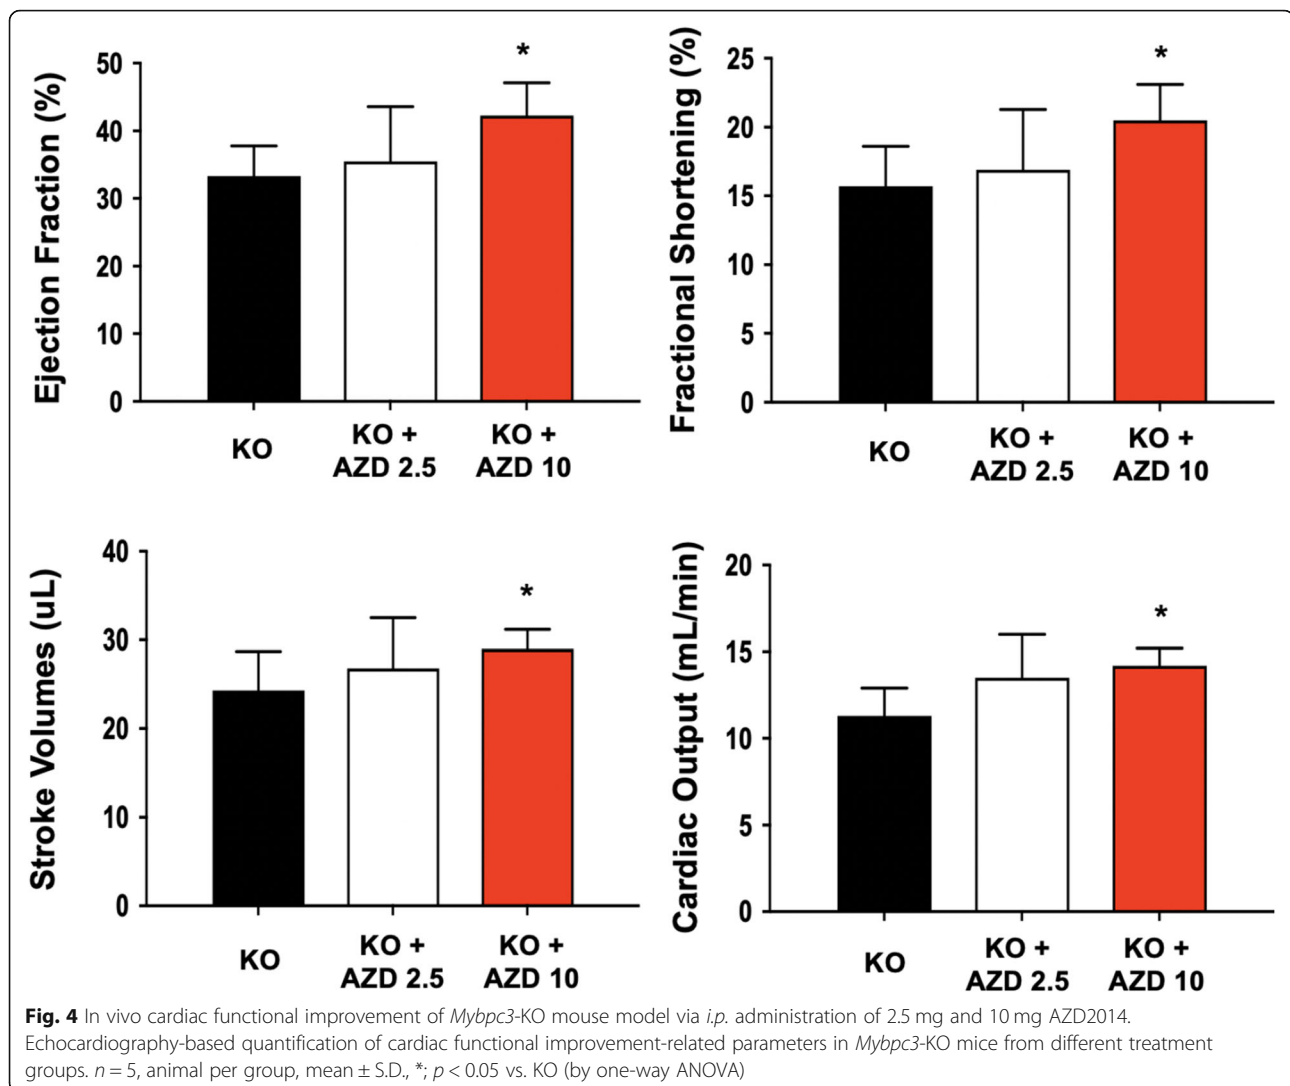 Ejection Fraction (%)
50
40
30
20
10
0
*
KO
KO +
AZD 2.5
KO +
AZD 10
Fractional Shortening (%)
25
20
15
10
5
0
*
KO
KO +
AZD 2.5
KO +
AZD 10
Stroke Volumes (uL)
40
30
20
10
0
*
KO
KO +
AZD 2.5
KO +
AZD 10
Cardiac Output (mL/min)
20
15
10
5
0
*
KO
KO +
AZD 2.5
KO +
AZD 10
Fig. 4 In vivo cardiac functional improvement of Mybpc3-KO mouse model via i.p. administration of 2.5 mg and 10 mg AZD2014.
Echocardiography-based quantification of cardiac functional improvement-related parameters in Mybpc3-KO mice from different treatment
groups. n = 5, animal per group, mean ± S.D., *; p < 0.05 vs. KO (by one-way ANOVA)